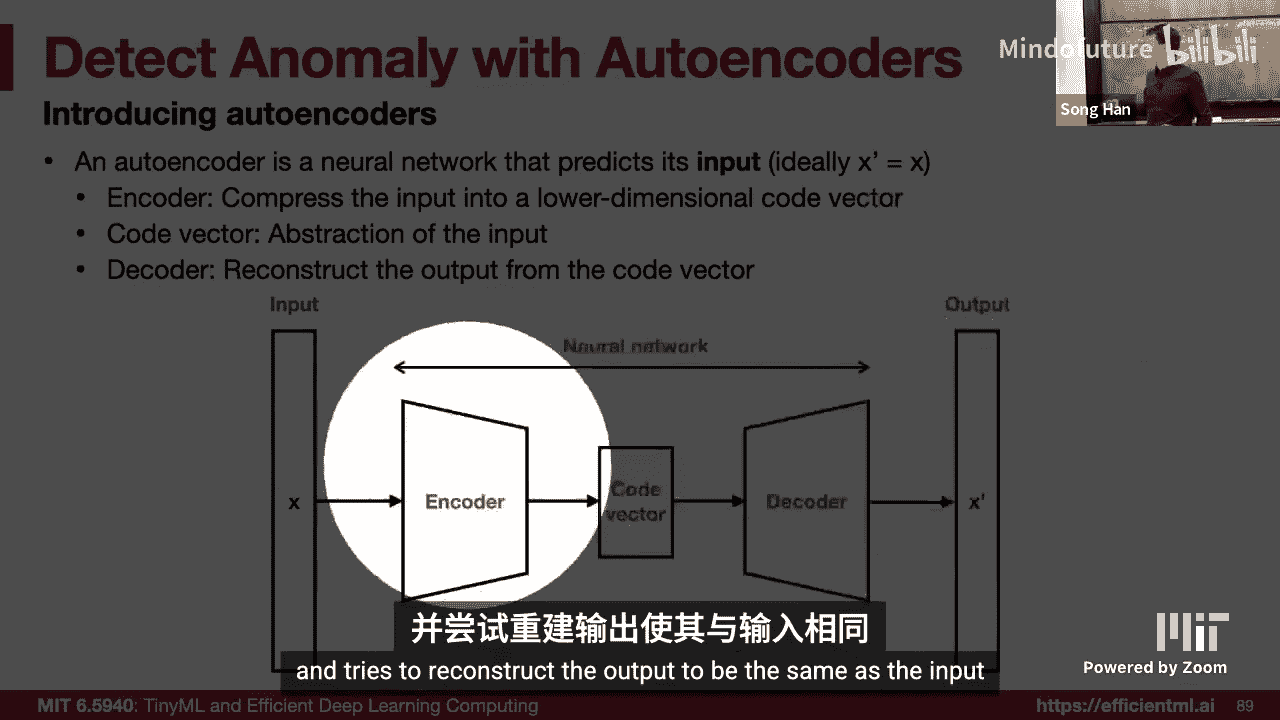 Detect Anomaly with Autoencoders
Mindofuture bilibili
Song Han
Introducing autoencoders
• An autoencoder is a neural network that predicts its input (ideally x' = x)
• Encoder: Compress the input into a lower-dimensional code vector
• Code vector: Abstraction of the input
• Decoder: Reconstruct the output from the code vector
Input
Output
Neural network
x
Encoder
Code
vector
Decoder
x'
并尝试重建输出使其与输入相同
and tries to reconstruct the output to be the same as the input
MIT
Powered by Zoom
MIT 6.5940: TinyML and Efficient Deep Learning Computing
https://efficientml.ai
89